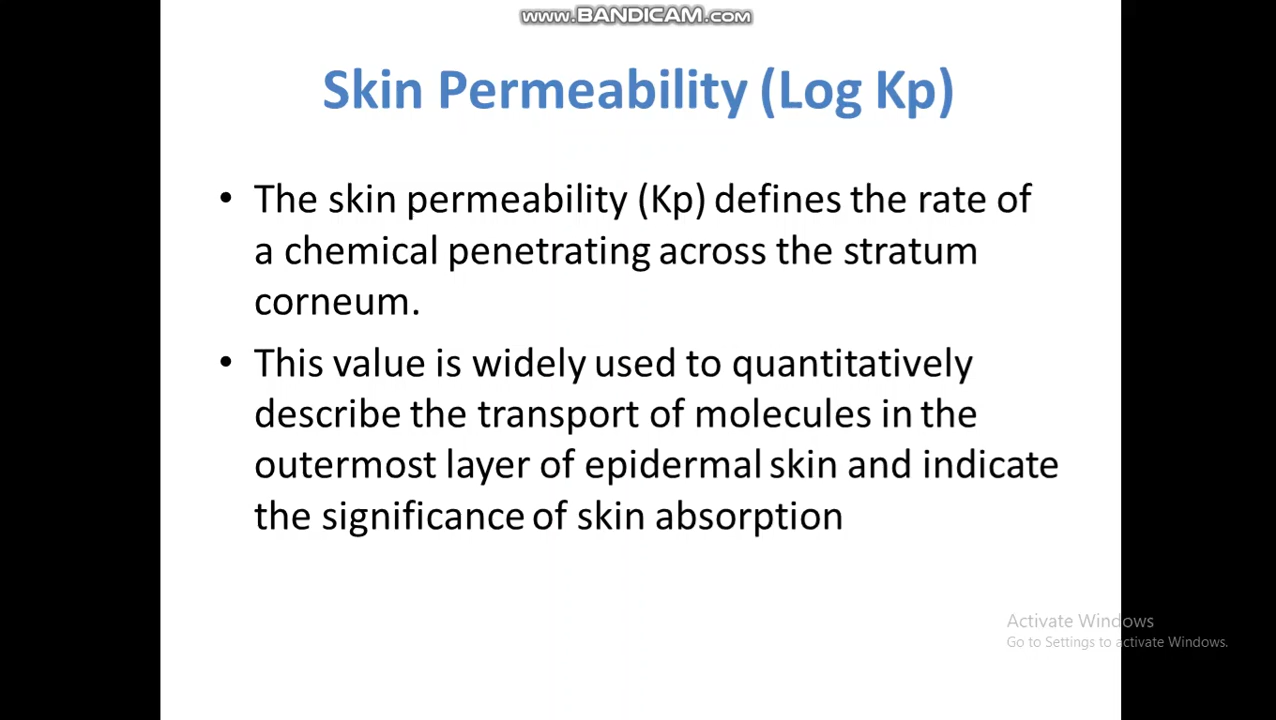 www.BANDICAM.com
Skin Permeability (Log Kp)
• The skin permeability (Kp) defines the rate of
a chemical penetrating across the stratum
corneum.
• This value is widely used to quantitatively
describe the transport of molecules in the
outermost layer of epidermal skin and indicate
the significance of skin absorption
Activate Windows
Go to Settings to activate Windows.